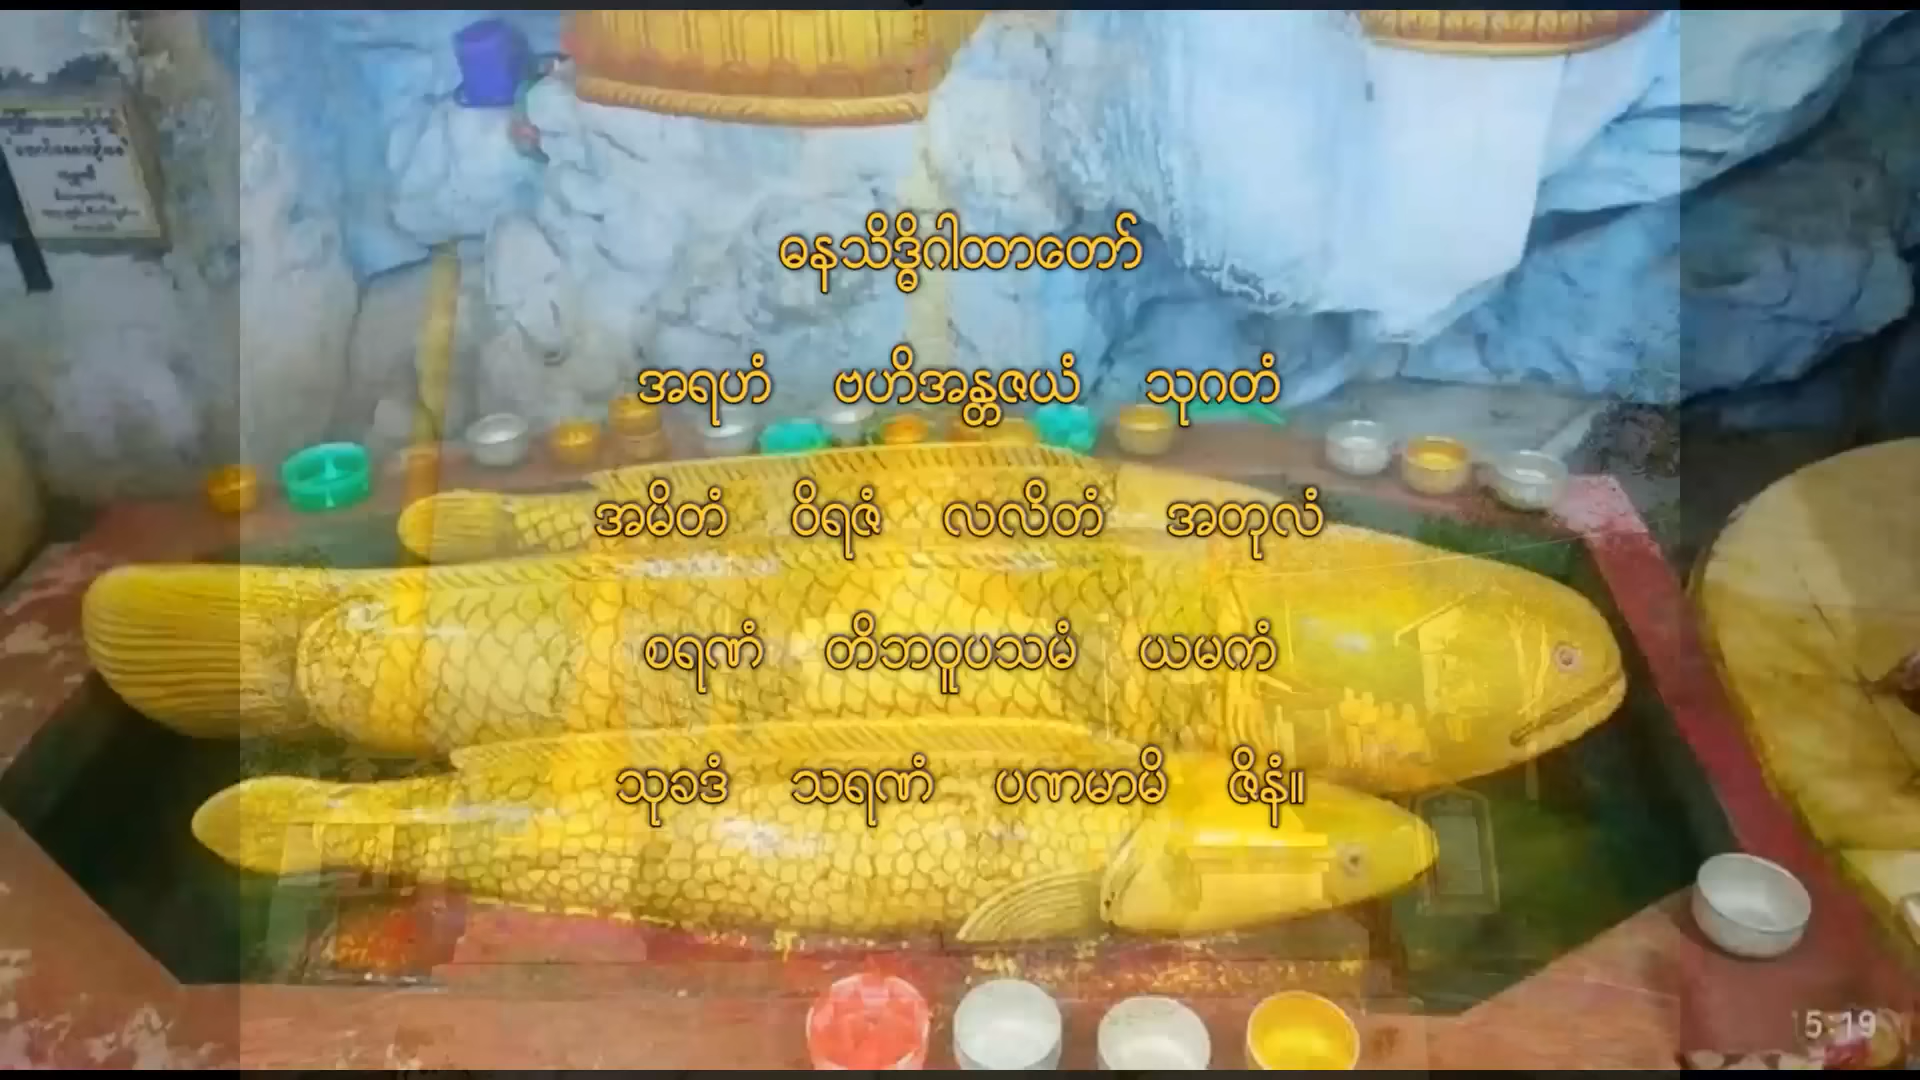 ဓနသိဒ္ဓိဂါထာတော်
အရဟံ ဗဟိအန္တဇယံ သုဂတံ
အမိတံ ဝိရဇံ လလိတံ အတုလံ
စရဏံ တိဘဝူပသမံ ယမကံ
သုခဒံ သရဏံ ပဏမာမိ ဇိနံ။
5:19